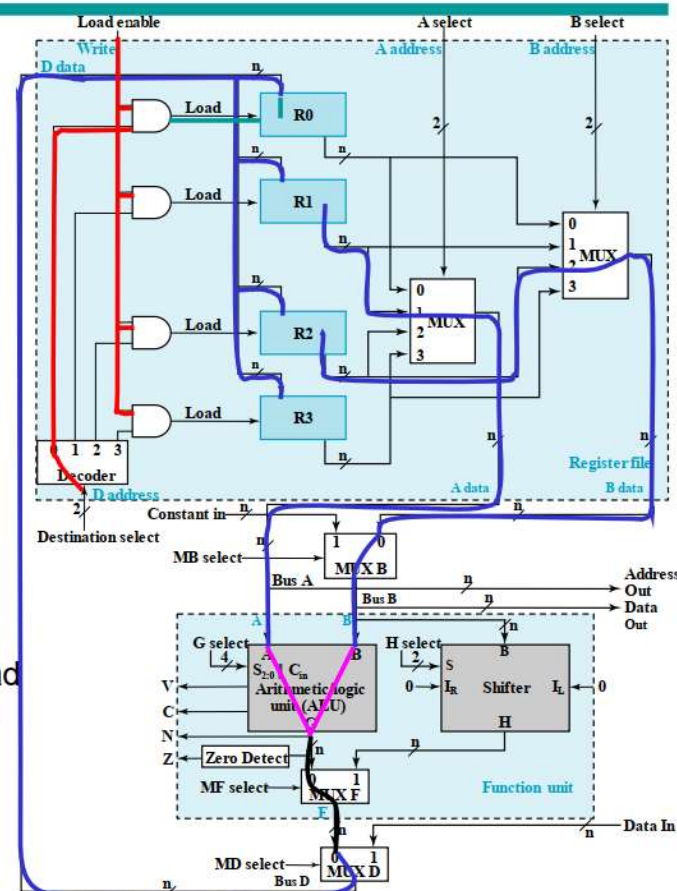 Load enable
A select
B select
Write
A address
B address
D data
n
Load
R0
2
2
n
n
Load
R1
0
1
MUX
2
3
n
n
0
1
MUX
2
3
Load
R2
n
n
Load
R3
0 1 2 3
Decoder
n
n
n
Register file
D address
A data
B data
2
Constant in
n
n
Destination select
n
1 0
MB select
MUX B
Bus A
n
Address
Out
Bus B
n
Data
Out
A
B
n
G select
H select
4
A
B
2
B
S2:0 Cin
S
V
Arithmetic/logic
0
IR
Shifter
IL
0
C
unit (ALU)
G
H
N
n
n
Z
Zero Detect
0 1
MF select
MUX F
Function unit
F
n
n
Data In
0 1
MD select
MUX D
n
Bus D